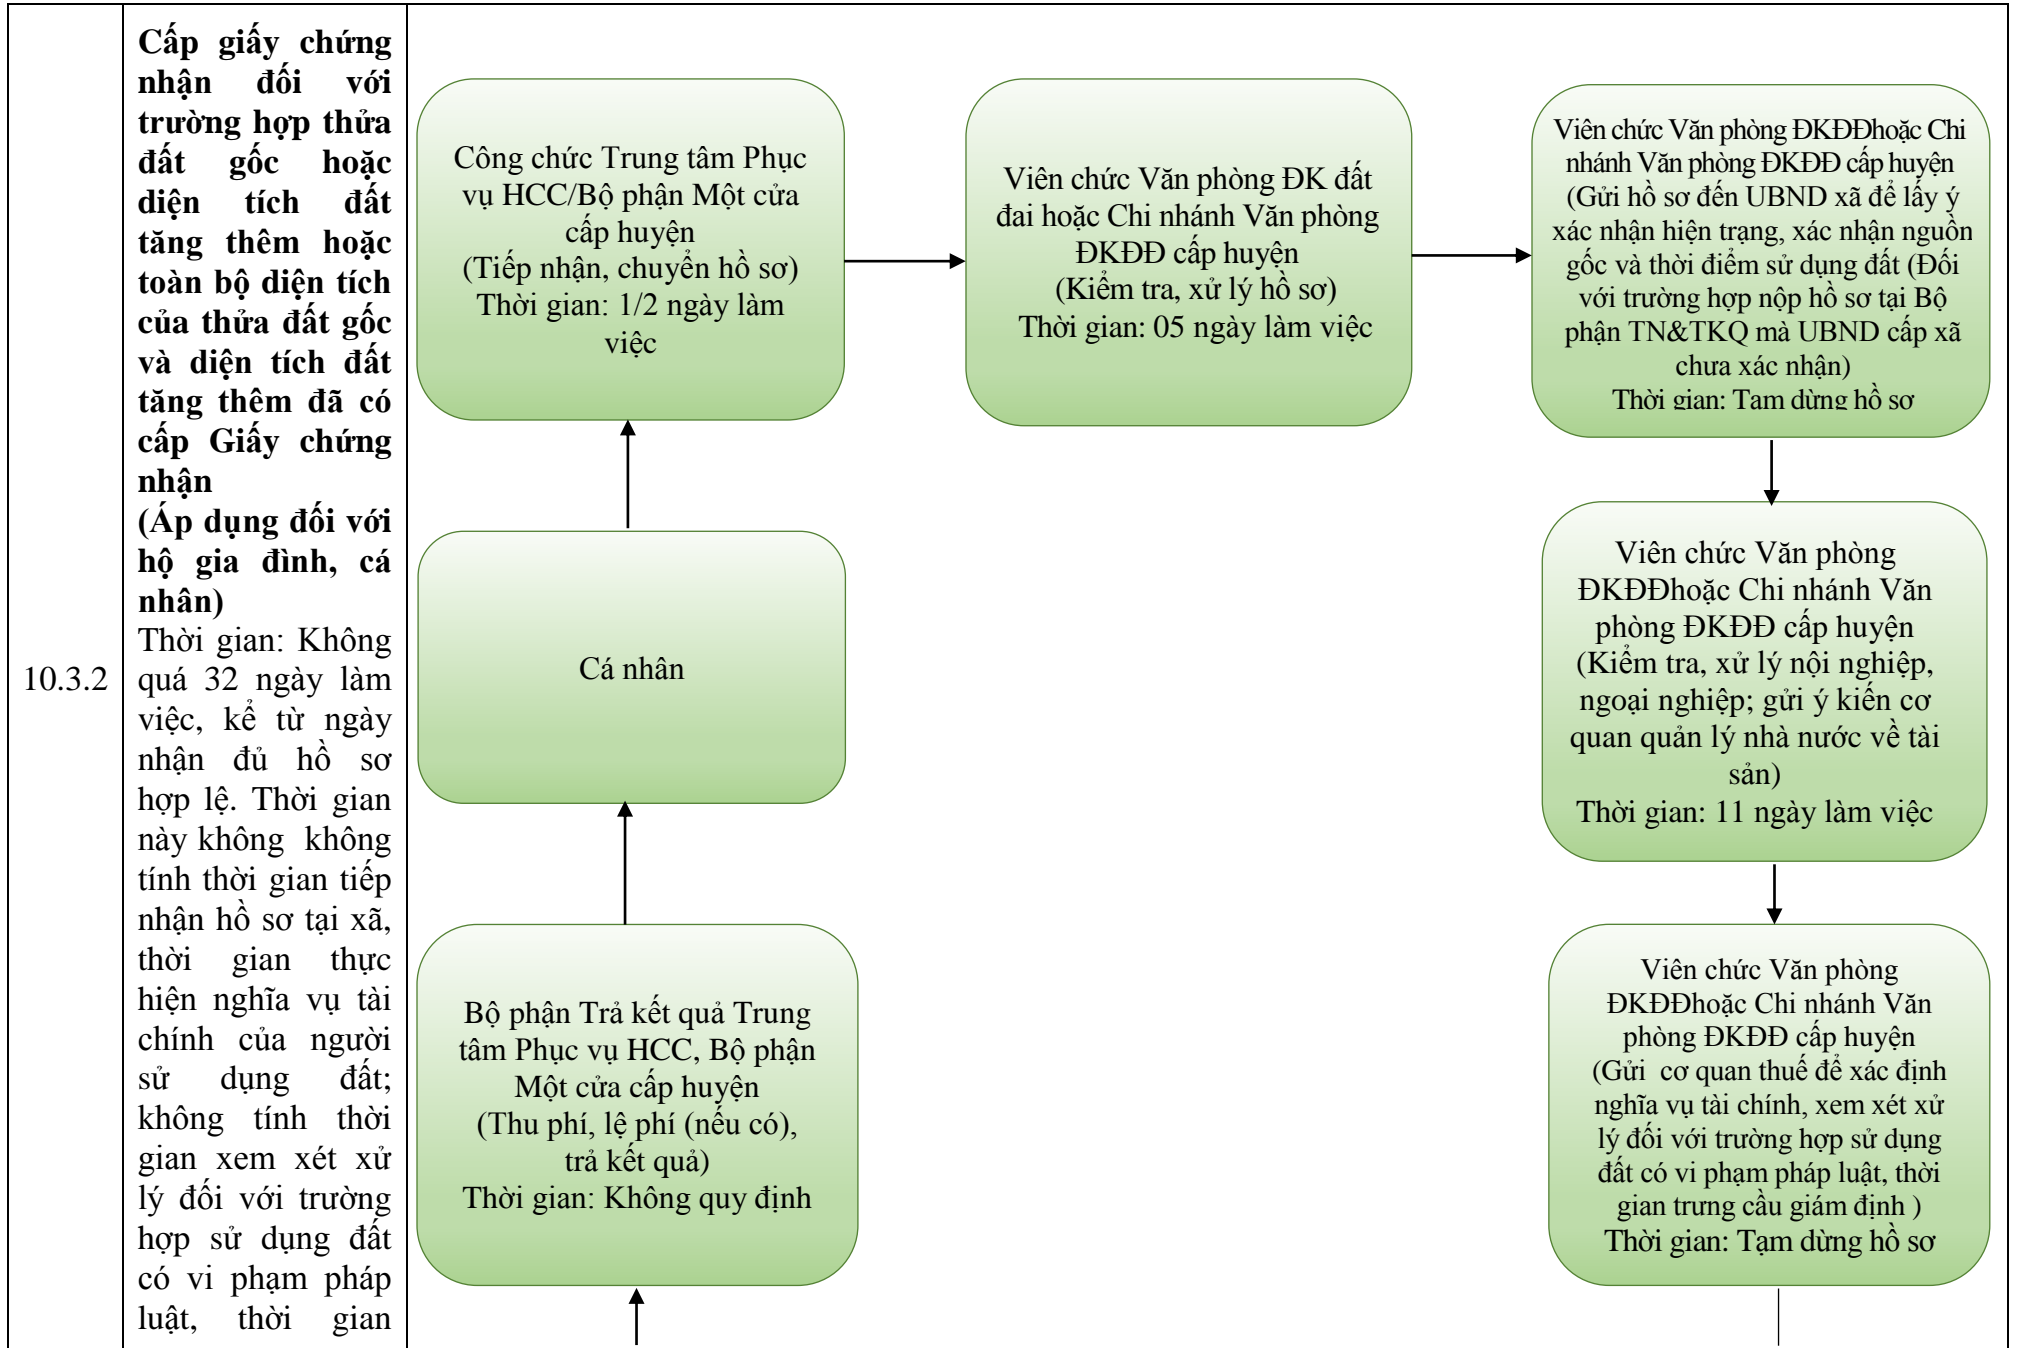 10.3.2
Cấp giấy chứng
nhận đối với
trường hợp thửa
đất gốc hoặc
diện tích đất
tăng thêm hoặc
toàn bộ diện tích
của thửa đất gốc
và diện tích đất
tăng thêm đã có
cấp Giấy chứng
nhận
(Áp dụng đối với
hộ gia đình, cá
nhân)
Thời gian: Không
quá 32 ngày làm
việc, kể từ ngày
nhận đủ hồ sơ
hợp lệ. Thời gian
này không không
tính thời gian tiếp
nhận hồ sơ tại xã,
thời gian thực
hiện nghĩa vụ tài
chính của người
sử dụng đất;
không tính thời
gian xem xét xử
lý đối với trường
hợp sử dụng đất
có vi phạm pháp
luật, thời gian
Công chức Trung tâm Phục
vụ HCC/Bộ phận Một cửa
cấp huyện
(Tiếp nhận, chuyển hồ sơ)
Thời gian: 1/2 ngày làm
việc
Viên chức Văn phòng ĐK đất
đai hoặc Chi nhánh Văn phòng
ĐKĐĐ cấp huyện
(Kiểm tra, xử lý hồ sơ)
Thời gian: 05 ngày làm việc
Viên chức Văn phòng ĐKĐĐhoặc Chi
nhánh Văn phòng ĐKĐĐ cấp huyện
(Gửi hồ sơ đến UBND xã để lấy ý
xác nhận hiện trạng, xác nhận nguồn
gốc và thời điểm sử dụng đất (Đối
với trường hợp nộp hồ sơ tại Bộ
phận TN&TKQ mà UBND cấp xã
chưa xác nhận)
Thời gian: Tạm dừng hồ sơ
Viên chức Văn phòng
ĐKĐĐhoặc Chi nhánh Văn
phòng ĐKĐĐ cấp huyện
(Kiểm tra, xử lý nội nghiệp,
ngoại nghiệp; gửi ý kiến cơ
quan quản lý nhà nước về tài
sản)
Thời gian: 11 ngày làm việc
Cá nhân
Bộ phận Trả kết quả Trung
tâm Phục vụ HCC, Bộ phận
Một cửa cấp huyện
(Thu phí, lệ phí (nếu có),
trả kết quả)
Thời gian: Không quy định
Viên chức Văn phòng
ĐKĐĐhoặc Chi nhánh Văn
phòng ĐKĐĐ cấp huyện
(Gửi cơ quan thuế để xác định
nghĩa vụ tài chính, xem xét xử
lý đối với trường hợp sử dụng
đất có vi phạm pháp luật, thời
gian trưng cầu giám định )
Thời gian: Tạm dừng hồ sơ